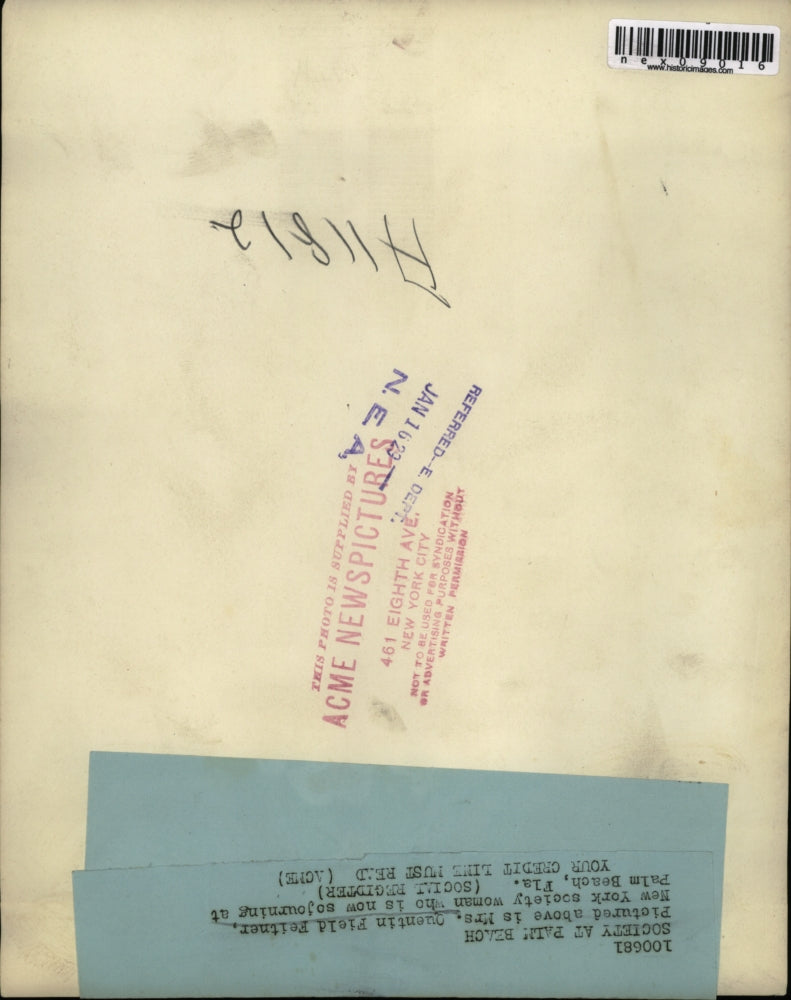 nex09016
www.historicimages.com
REFERRED-E. DEPT.
JAN 16 29
N. E A,
THIS PHOTO IS SUPPLIED BY
ACME NEWSPICTURES
461 EIGHTH AVE.
NEW YORK CITY
NOT TO BE USED FOR SYNDICATION
OR ADVERTISING PURPOSES WITHOUT
WRITTEN PERMISSION
100681
SOCIETY AT PALM BEACH
Pictured above is Mrs. Quentin Field Feitner,
New York society woman who is now sojourning at
Palm Beach, Fla. (SOCIAL REGISTER)
YOUR CREDIT LINE MUST READ (ACME)